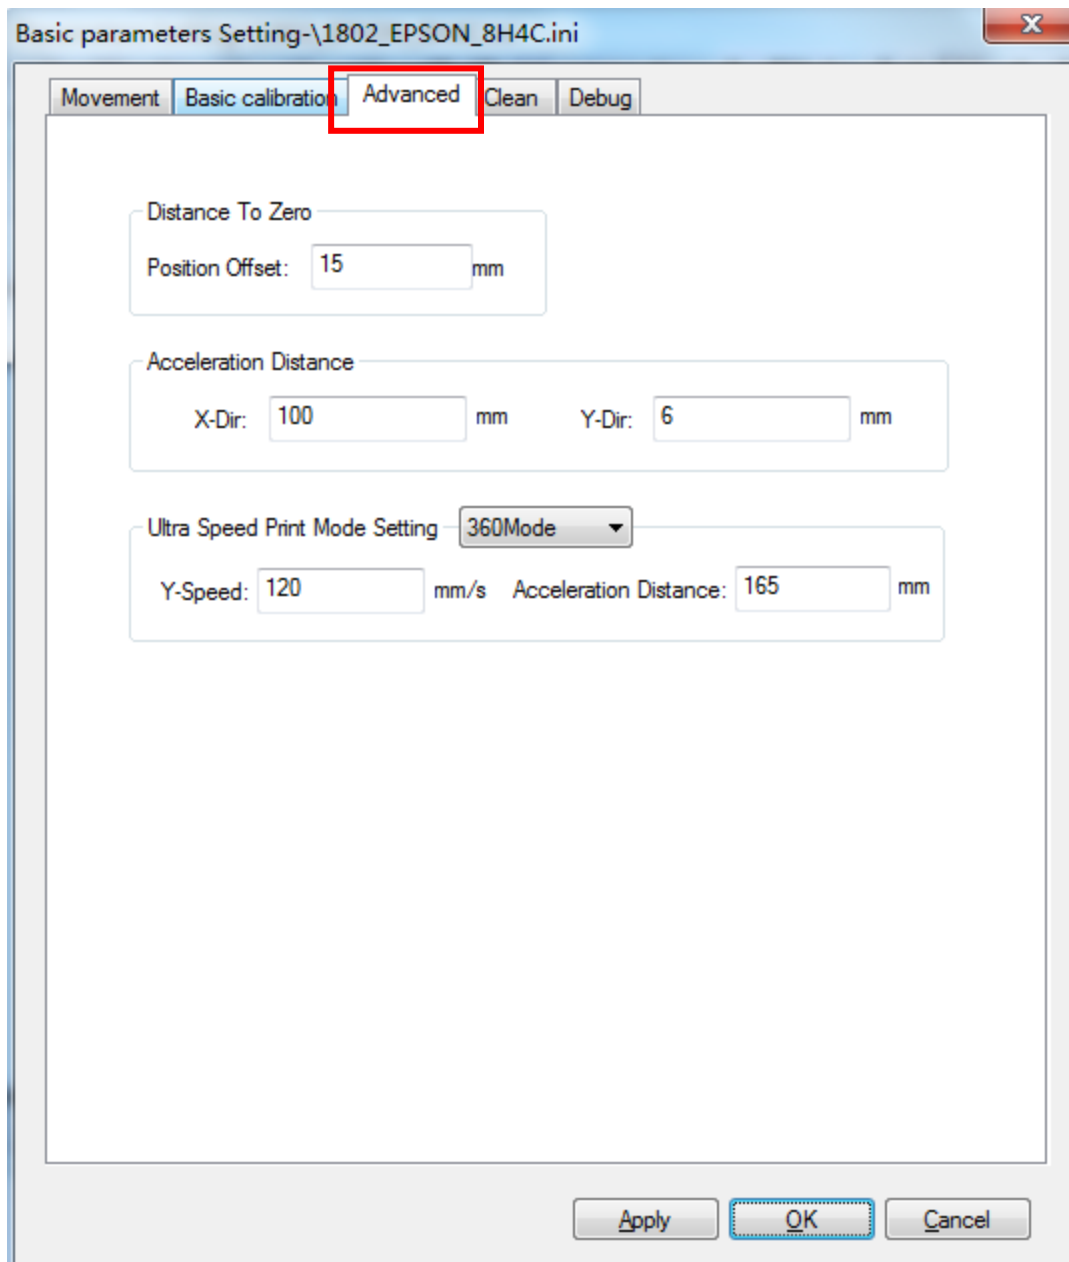 Basic parameters Setting-\1802_EPSON_8H4C.ini
x
Movement Basic calibration Advanced Clean Debug
Distance To Zero
Position Offset: 15 mm
Acceleration Distance
X-Dir: 100 mm Y-Dir: 6 mm
Ultra Speed Print Mode Setting 360Mode
Y-Speed: 120 mm/s Acceleration Distance: 165 mm
Apply OK Cancel